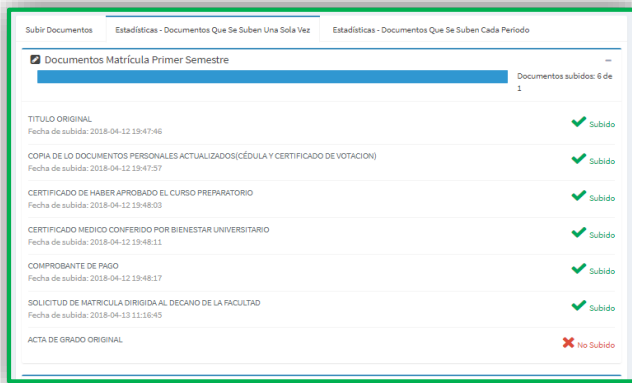 Subir Documentos Estadísticas - Documentos Que Se Suben Una Sola Vez Estadísticas - Documentos Que Se Suben Cada Periodo
Documentos Matrícula Primer Semestre
Documentos subidos: 6 de
1
TITULO ORIGINAL
Subido
Fecha de subida: 2018-04-12 19:47:46
COPIA DE LO DOCUMENTOS PERSONALES ACTUALIZADOS(CÉDULA Y CERTIFICADO DE VOTACION)
Subido
Fecha de subida: 2018-04-12 19:47:57
CERTIFICADO DE HABER APROBADO EL CURSO PREPARATORIO
Subido
Fecha de subida: 2018-04-12 19:48:03
CERTIFICADO MEDICO CONFERIDO POR BIENESTAR UNIVERSITARIO
Subido
Fecha de subida: 2018-04-12 19:48:11
COMPROBANTE DE PAGO
Subido
Fecha de subida: 2018-04-12 19:48:17
SOLICITUD DE MATRICULA DIRIGIDA AL DECANO DE LA FACULTAD
Subido
Fecha de subida: 2018-04-13 11:16:45
ACTA DE GRADO ORIGINAL
No Subido